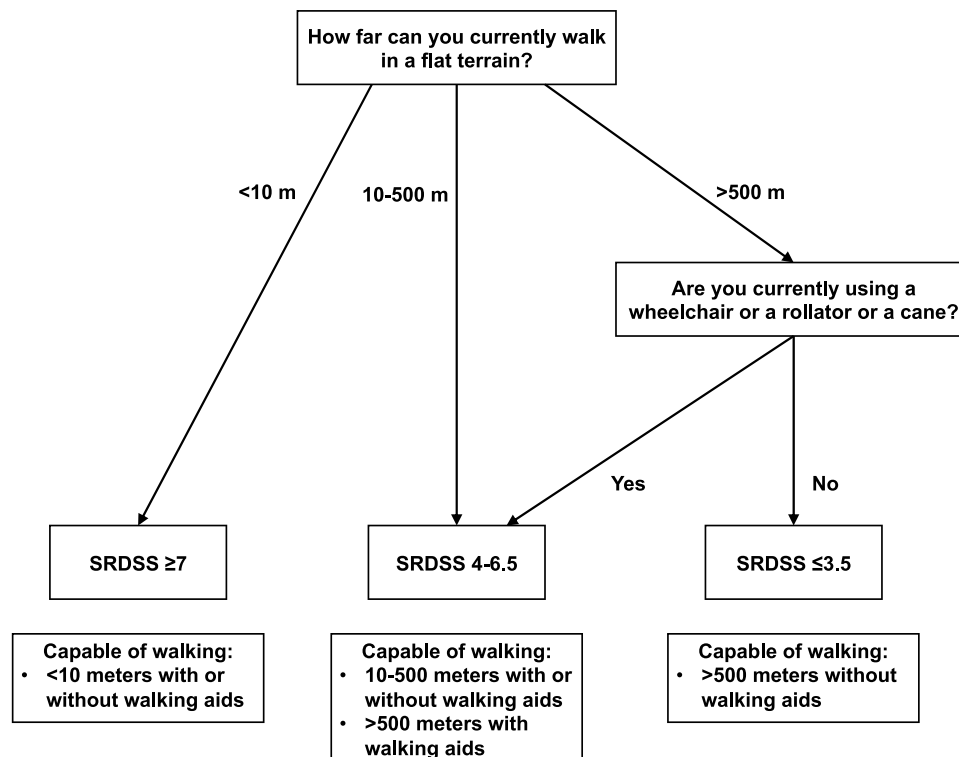 How far can you currently walk
in a flat terrain?
<10 m
10-500 m
>500 m
Are you currently using a
wheelchair or a rollator or a cane?
Yes
No
SRDSS ≥7
SRDSS 4-6.5
SRDSS ≤3.5
Capable of walking:
• <10 meters with or
without walking aids
Capable of walking:
• 10-500 meters with or
without walking aids
• >500 meters with
walking aids
Capable of walking:
• >500 meters without
walking aids